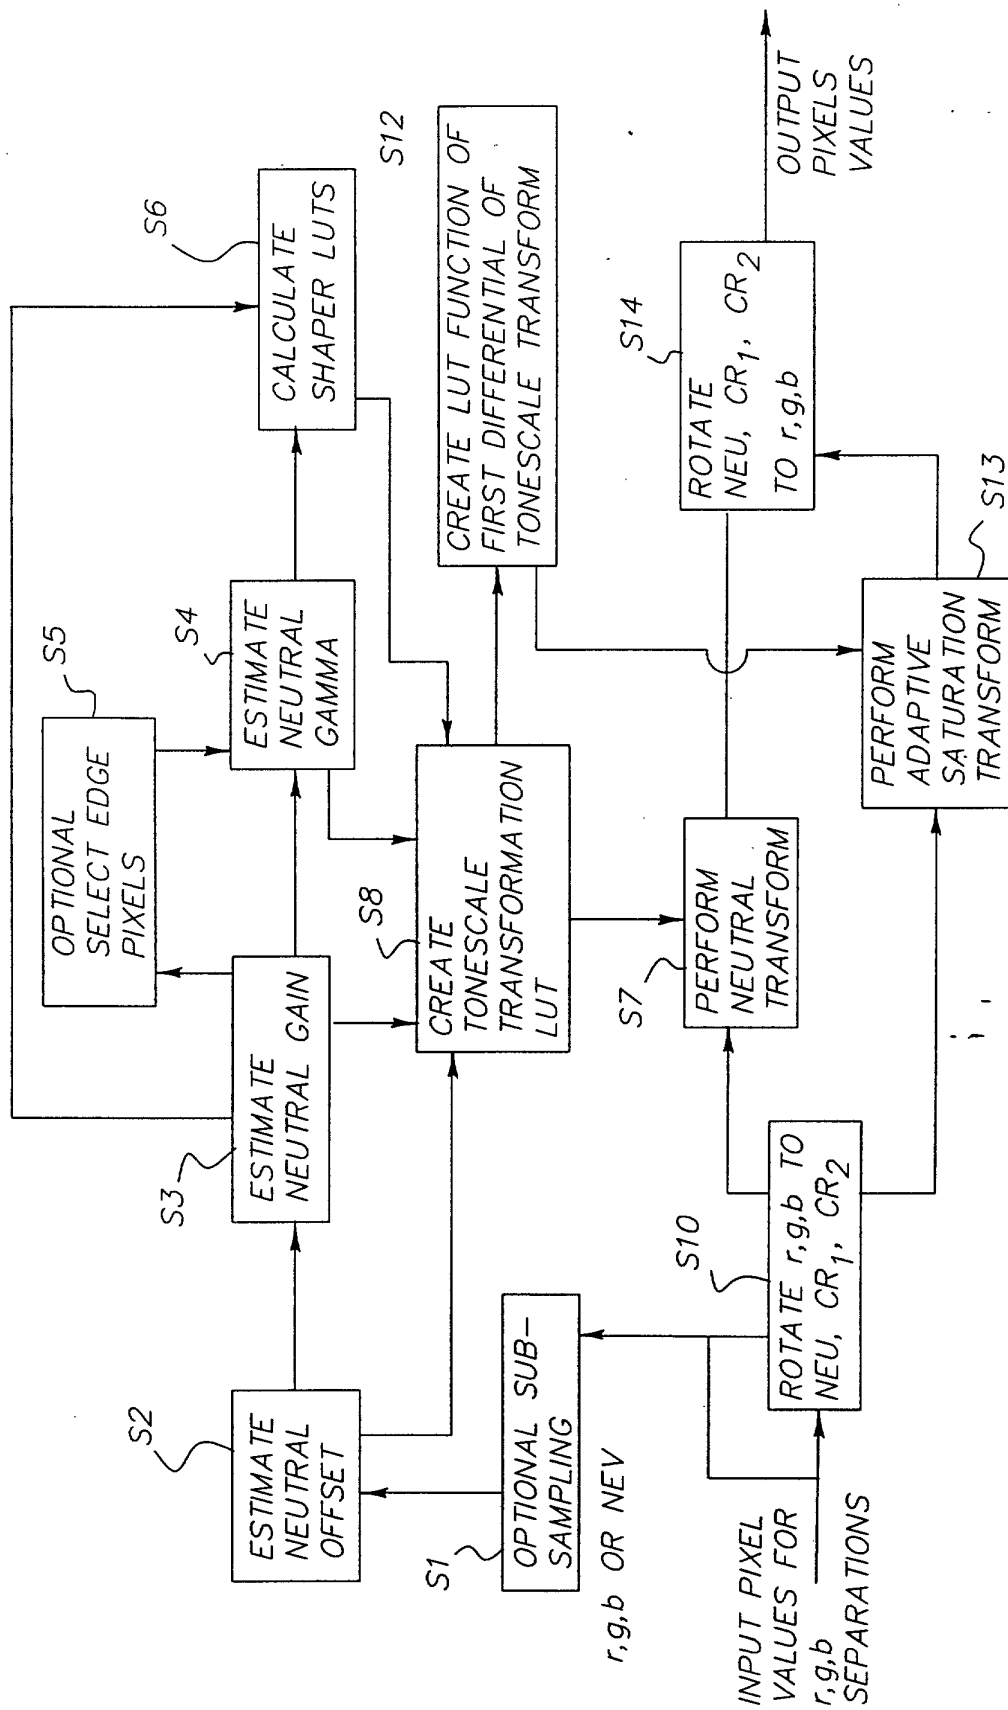 S2
ESTIMATE
NEUTRAL
OFFSET
S3
ESTIMATE
NEUTRAL GAIN
S5
OPTIONAL
SELECT EDGE
PIXELS
S4
ESTIMATE
NEUTRAL
GAMMA
S6
CALCULATE
SHAPER LUTS
S1
OPTIONAL SUB–
SAMPLING
r,g,b OR NEV
S8
CREATE
TONESCALE
TRANSFORMATION
LUT
S12
CREATE LUT FUNCTION OF
FIRST DIFFERENTIAL OF
TONESCALE TRANSFORM
INPUT PIXEL
VALUES FOR
r,g,b
SEPARATIONS
S10
ROTATE r,g,b TO
NEU, CR1, CR2
S7
PERFORM
NEUTRAL
TRANSFORM
S14
ROTATE
NEU, CR1, CR2
TO r,g,b
S13
PERFORM
ADAPTIVE
SATURATION
TRANSFORM
OUTPUT
PIXELS
VALUES